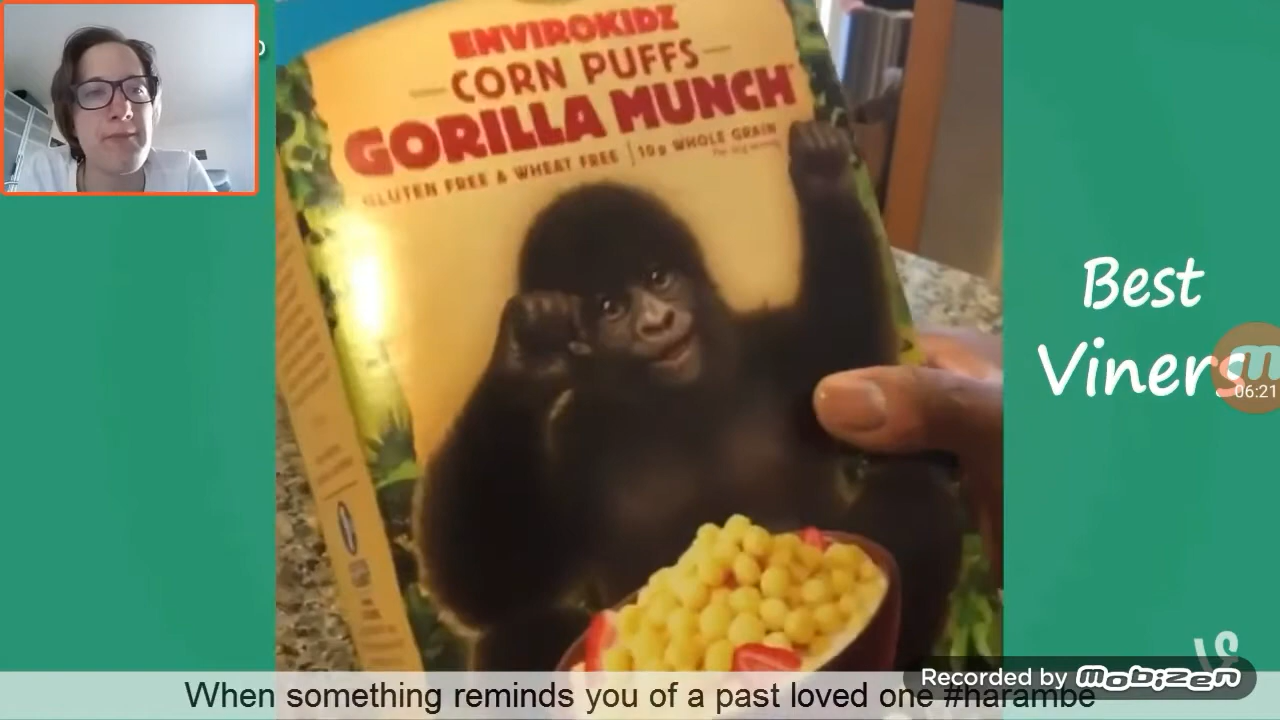 ENVIROKIDZ
CORN PUFFS
GORILLA MUNCH
GLUTEN FREE & WHEAT FREE | 10g WHOLE GRAIN
Best
Viners
06:21
Recorded by mobizen
When something reminds you of a past loved one #harambe